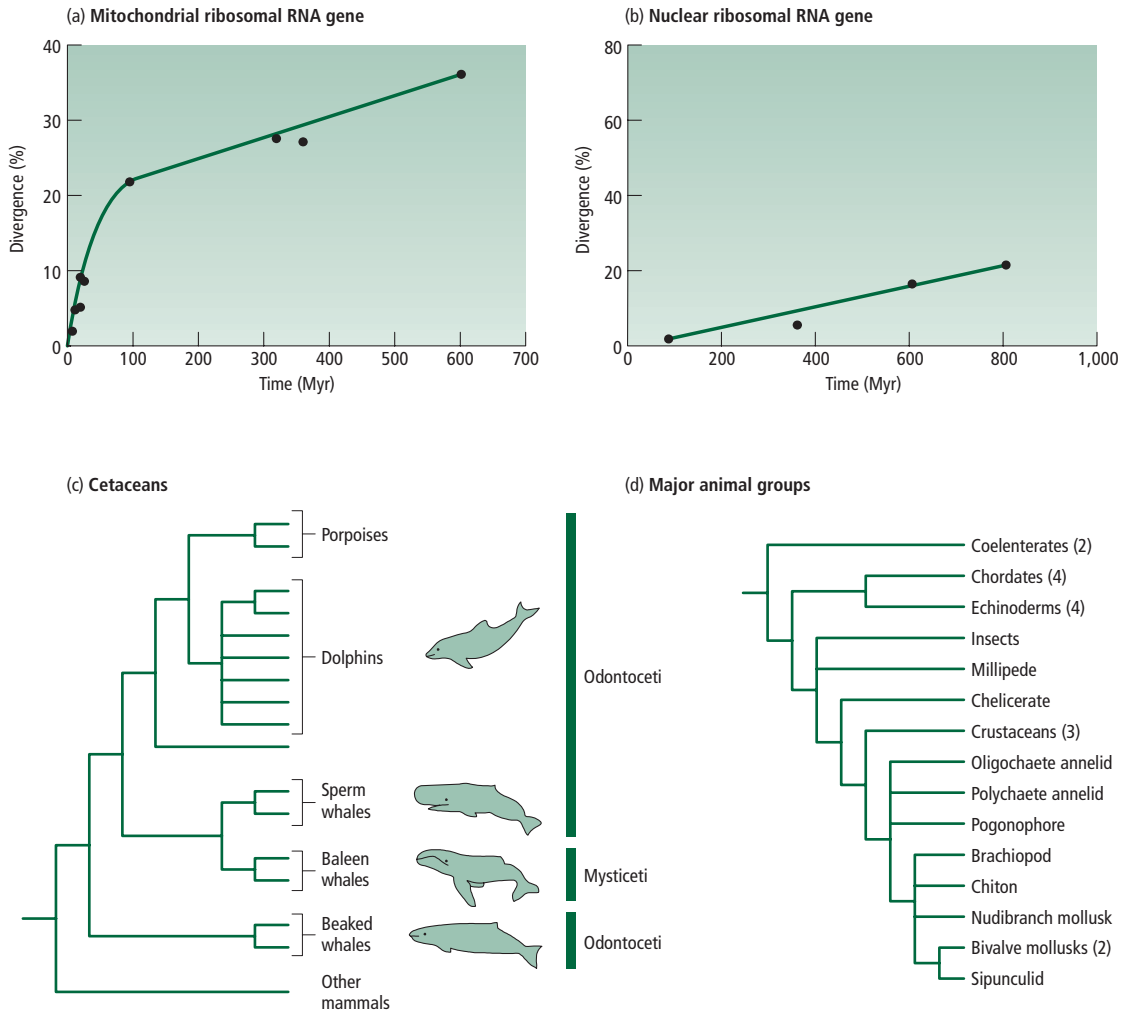 (a) Mitochondrial ribosomal RNA gene
40
30
20
10
0
Divergence (%)
0 100 200 300 400 500 600 700
Time (Myr)
(b) Nuclear ribosomal RNA gene
80
60
40
20
0
Divergence (%)
0 200 400 600 800 1,000
Time (Myr)
(c) Cetaceans
Porpoises
Dolphins
Sperm
whales
Baleen
whales
Beaked
whales
Other
mammals
Odontoceti
Mysticeti
Odontoceti
(d) Major animal groups
Coelenterates (2)
Chordates (4)
Echinoderms (4)
Insects
Millipede
Chelicerate
Crustaceans (3)
Oligochaete annelid
Polychaete annelid
Pogonophore
Brachiopod
Chiton
Nudibranch mollusk
Bivalve mollusks (2)
Sipunculid